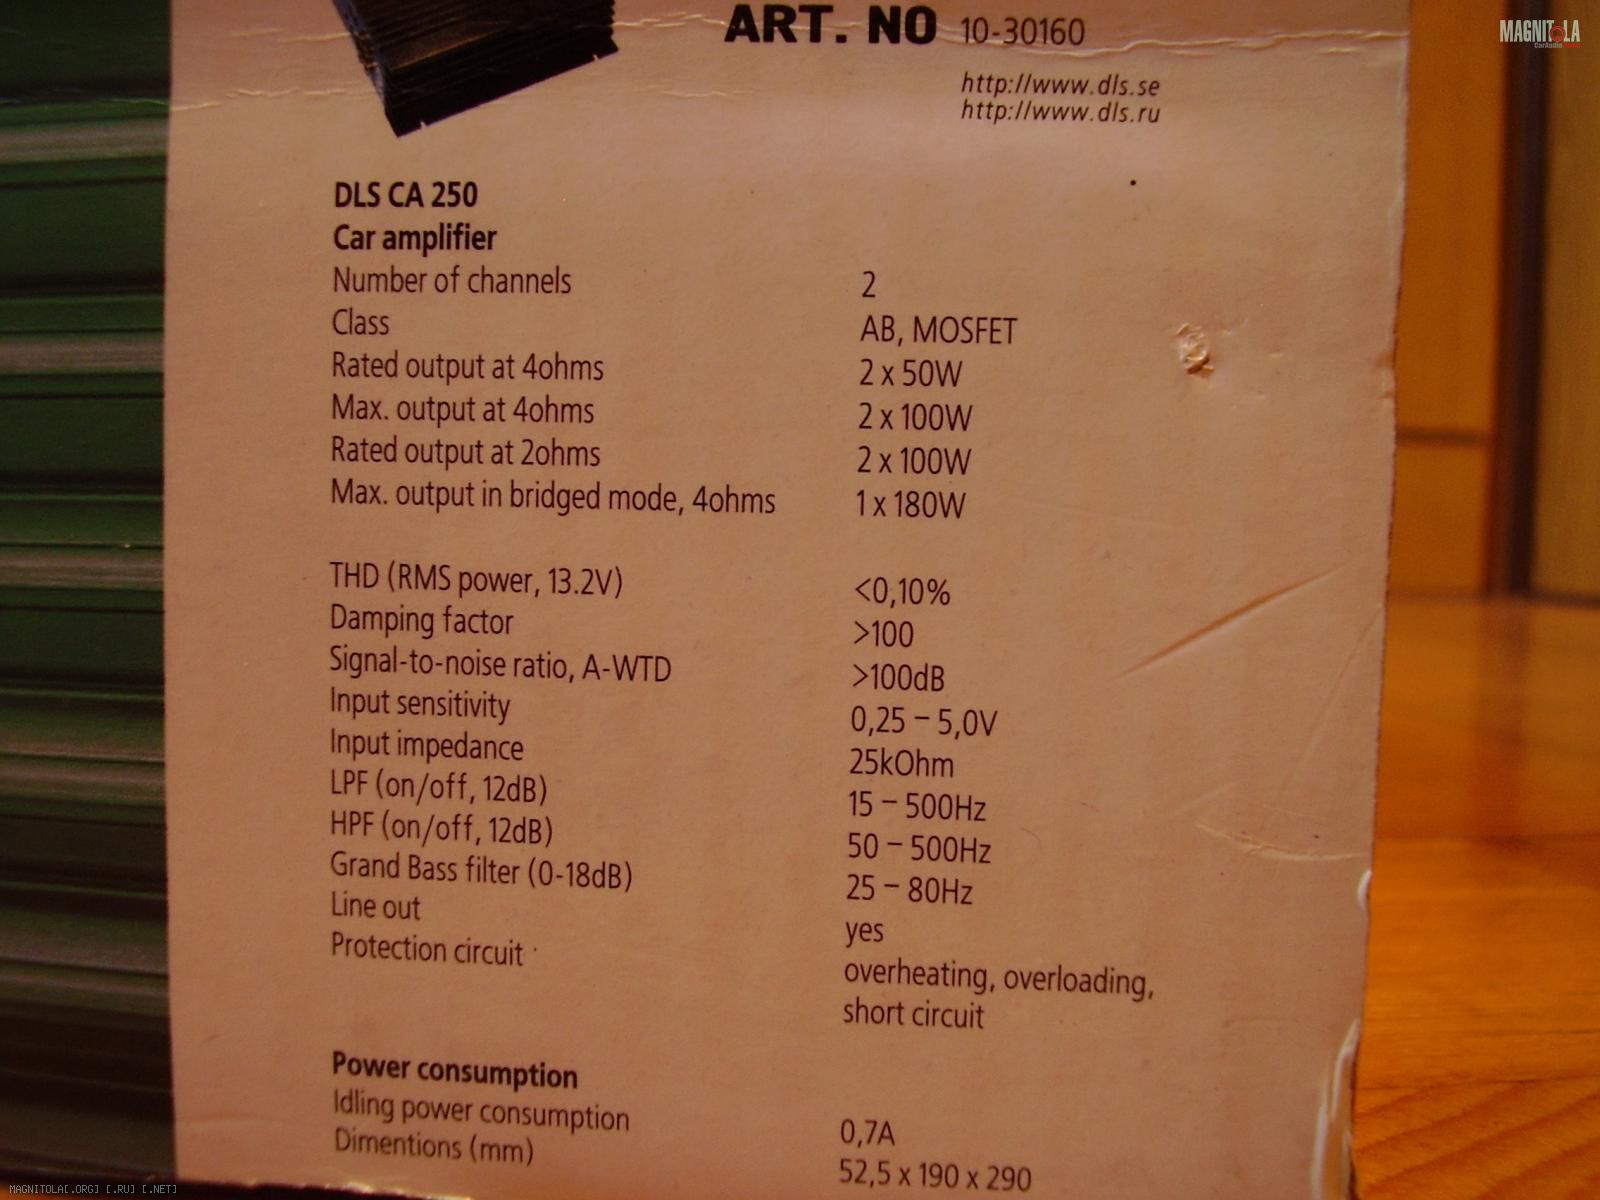 ART. NO 10-30160
MAGNITOLA
CarAudio
http://www.dls.se
http://www.dls.ru
DLS CA 250
Car amplifier
Number of channels 2
Class AB, MOSFET
Rated output at 4ohms 2 x 50W
Max. output at 4ohms 2 x 100W
Rated output at 2ohms 2 x 100W
Max. output in bridged mode, 4ohms 1 x 180W
THD (RMS power, 13.2V) <0,10%
Damping factor >100
Signal-to-noise ratio, A-WTD >100dB
Input sensitivity 0,25 – 5,0V
Input impedance 25kOhm
LPF (on/off, 12dB) 15 – 500Hz
HPF (on/off, 12dB) 50 – 500Hz
Grand Bass filter (0-18dB) 25 – 80Hz
Line out yes
Protection circuit overheating, overloading,
short circuit
Power consumption
Idling power consumption 0,7A
Dimentions (mm) 52,5 x 190 x 290
MAGNITOLA[.ORG] [.RU] [.NET]